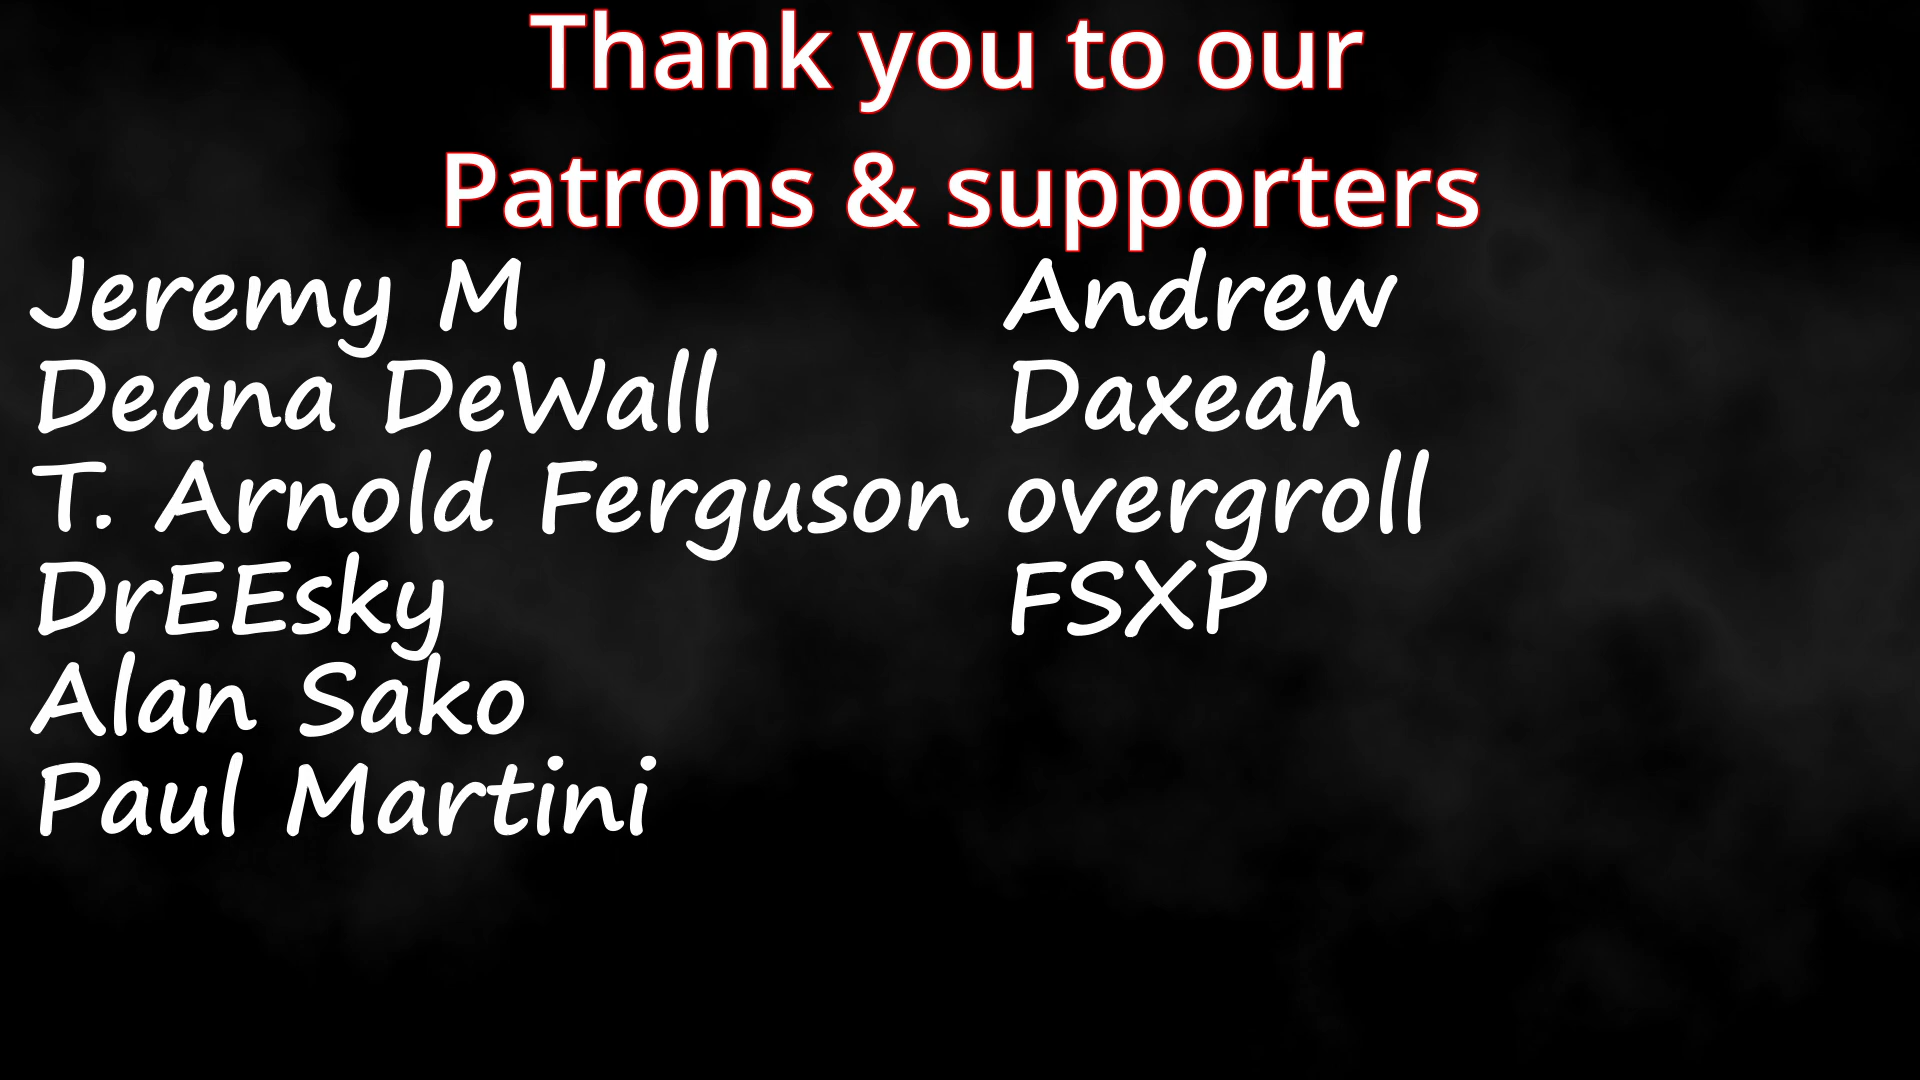 Thank you to our
Patrons & supporters
Jeremy M
Deana DeWall
T. Arnold Ferguson
DrEEsky
Alan Sako
Paul Martini
Andrew
Daxeah
overgroll
FSXP